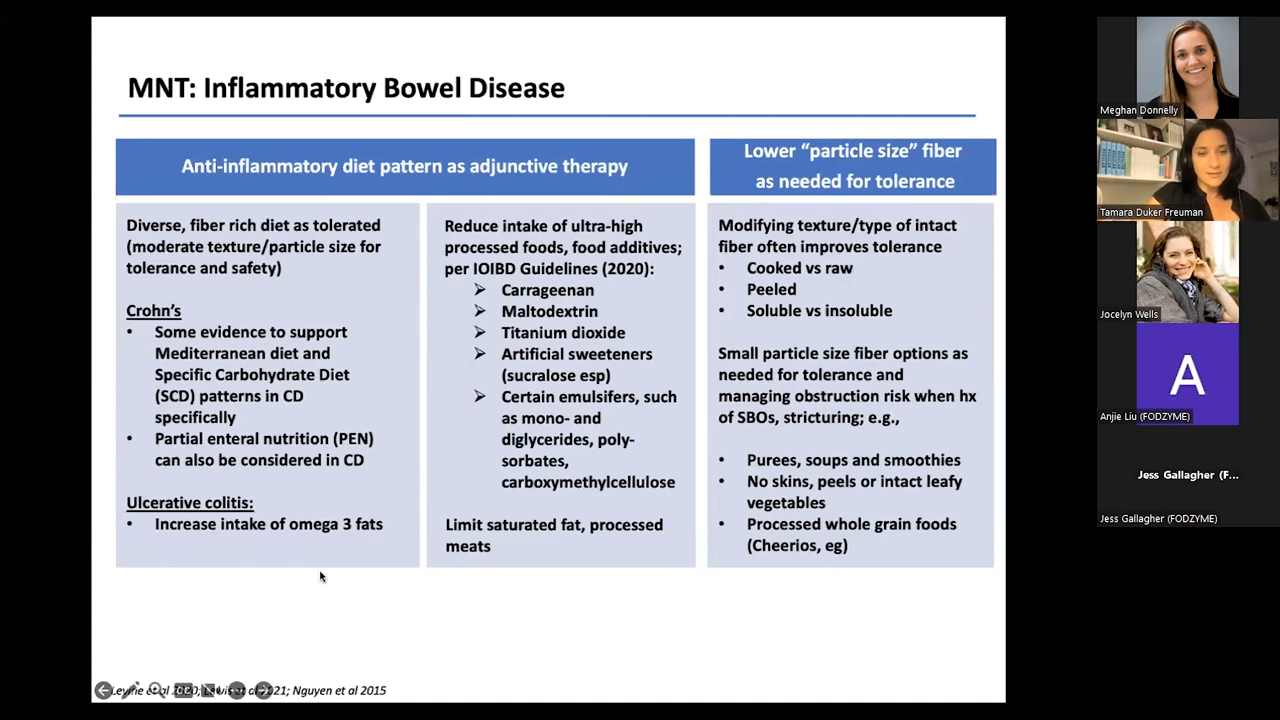 MNT: Inflammatory Bowel Disease
Anti-inflammatory diet pattern as adjunctive therapy
Diverse, fiber rich diet as tolerated
(moderate texture/particle size for
tolerance and safety)
Crohn's
• Some evidence to support
Mediterranean diet and
Specific Carbohydrate Diet
(SCD) patterns in CD
specifically
• Partial enteral nutrition (PEN)
can also be considered in CD
Ulcerative colitis:
• Increase intake of omega 3 fats
Reduce intake of ultra-high
processed foods, food additives;
per IOIBD Guidelines (2020):
➢ Carrageenan
➢ Maltodextrin
➢ Titanium dioxide
➢ Artificial sweeteners
(sucralose esp)
➢ Certain emulsifers, such
as mono- and
diglycerides, poly-
sorbates,
carboxymethylcellulose
Limit saturated fat, processed
meats
Lower “particle size” fiber
as needed for tolerance
Modifying texture/type of intact
fiber often improves tolerance
• Cooked vs raw
• Peeled
• Soluble vs insoluble
Small particle size fiber options as
needed for tolerance and
managing obstruction risk when hx
of SBOs, stricturing; e.g.,
• Purees, soups and smoothies
• No skins, peels or intact leafy
vegetables
• Processed whole grain foods
(Cheerios, eg)
Levine et al 2020; Lewis et al 2021; Nguyen et al 2015
Meghan Donnelly
Tamara Duker Freuman
Jocelyn Wells
A
Anjie Liu (FODZYME)
Jess Gallagher (F...
Jess Gallagher (FODZYME)